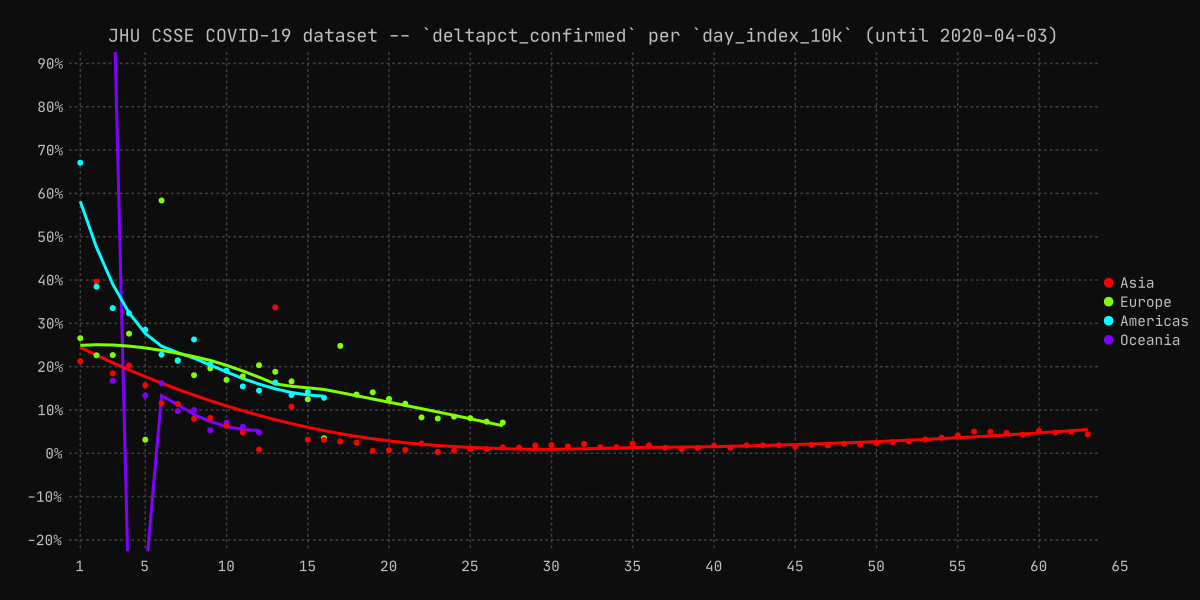 JHU CSSE COVID-19 dataset -- `deltapct_confirmed` per `day_index_10k` (until 2020-04-03)
90%
80%
70%
60%
50%
40%
30%
20%
10%
0%
-10%
-20%
1 5 10 15 20 25 30 35 40 45 50 55 60 65
Asia
Europe
Americas
Oceania